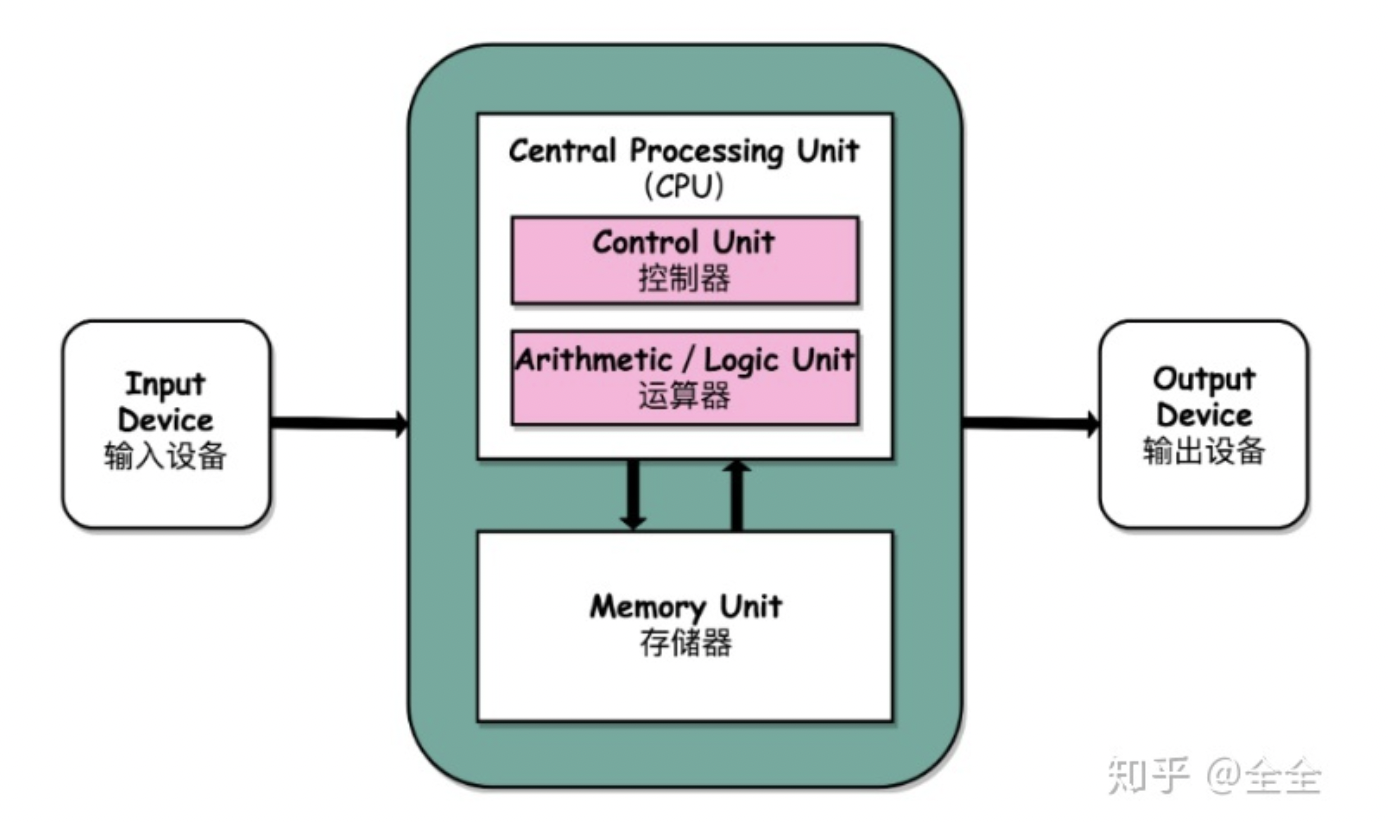 Central Processing Unit
(CPU)
Control Unit
控制器
Arithmetic / Logic Unit
运算器
Input
Device
输入设备
Output
Device
输出设备
Memory Unit
存储器
知乎 @全全